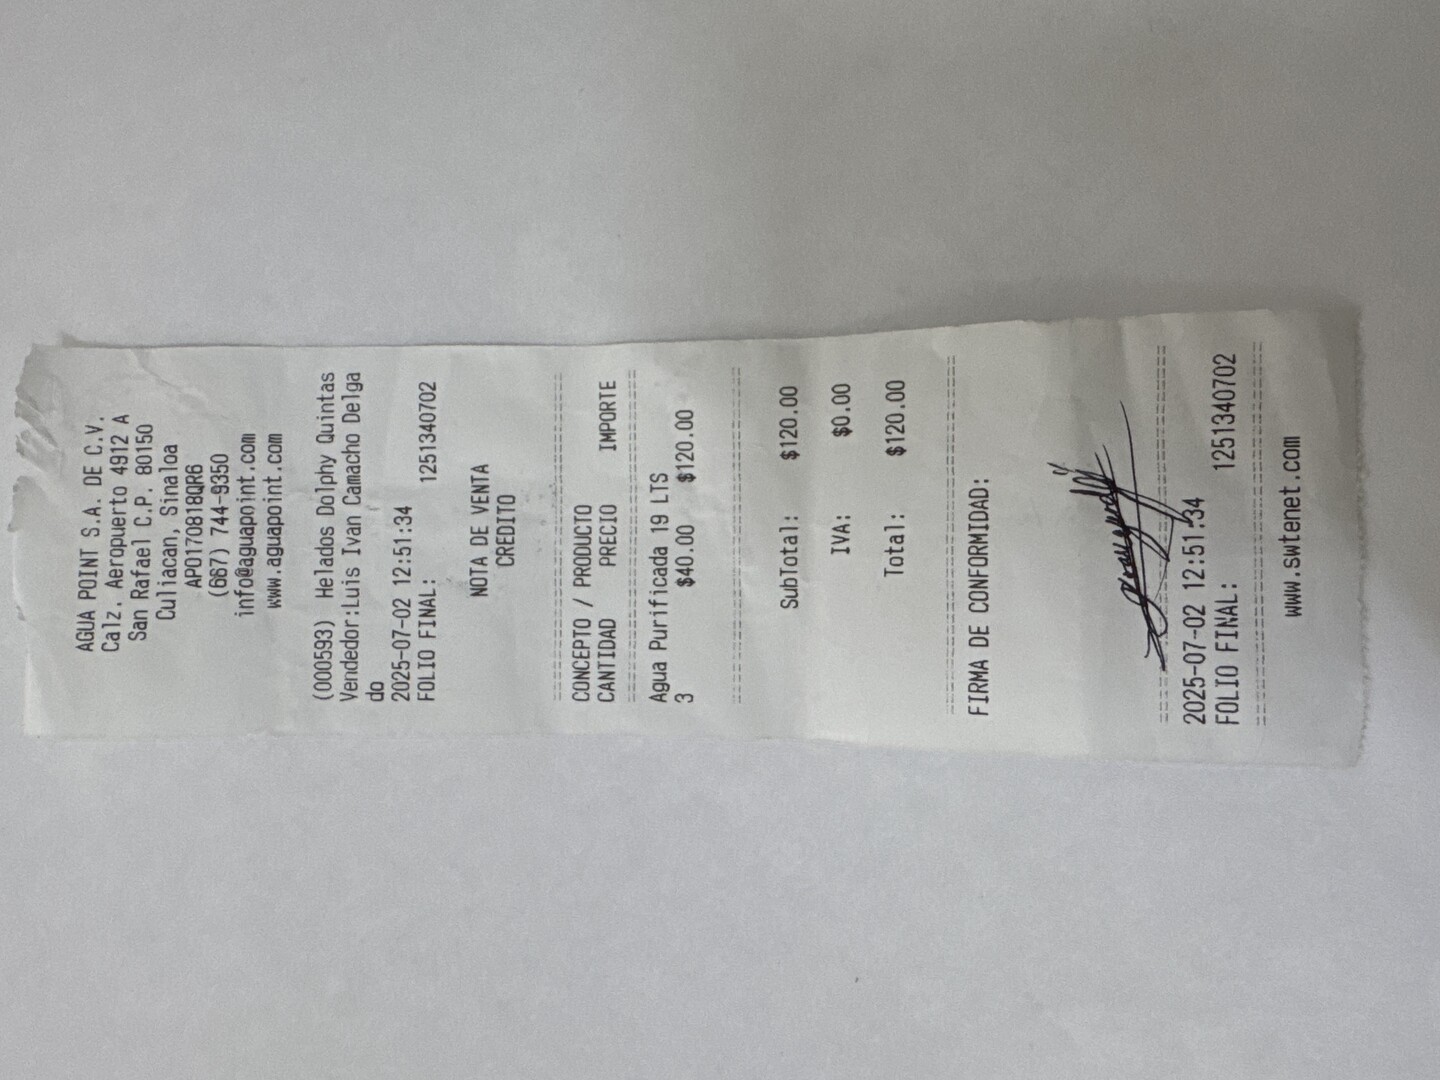 AGUA POINT S.A. DE C.V.
Calz. Aeropuerto 4912 A
San Rafael C.P. 80150
Culiacan, Sinaloa
APO170818QR6
(667) 744-9350
info@aguapoint.com
www.aguapoint.com
(000593) Helados Dolphy Quintas
Vendedor:Luis Ivan Camacho Delga
do
2025-07-02 12:51:34
FOLIO FINAL: 1251340702
NOTA DE VENTA
CREDITO
================================
CONCEPTO / PRODUCTO
CANTIDAD PRECIO IMPORTE
================================
Agua Purificada 19 LTS
3 $40.00 $120.00
================================
SubTotal: $120.00
IVA: $0.00
Total: $120.00
================================
FIRMA DE CONFORMIDAD:
================================
2025-07-02 12:51:34
FOLIO FINAL: 1251340702
================================
www.swtenet.com